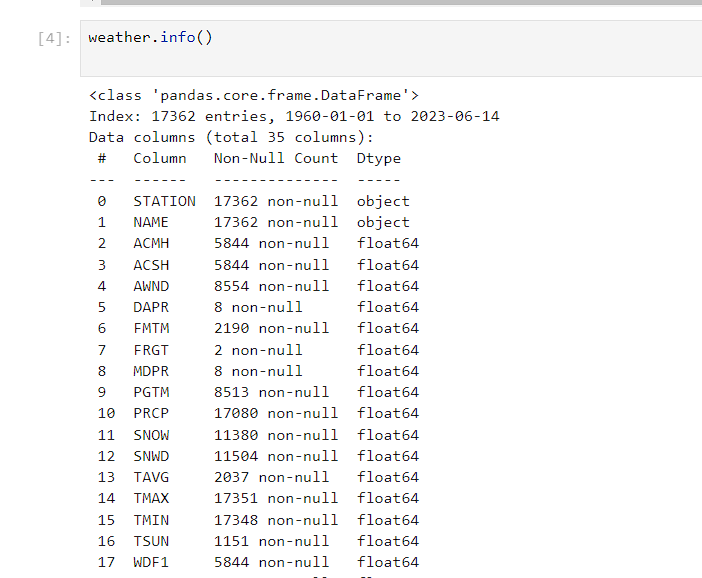 [4]: weather.info()
<class 'pandas.core.frame.DataFrame'>
Index: 17362 entries, 1960-01-01 to 2023-06-14
Data columns (total 35 columns):
 #   Column   Non-Null Count  Dtype
---  ------   --------------  -----
 0   STATION  17362 non-null  object
 1   NAME     17362 non-null  object
 2   ACMH     5844 non-null   float64
 3   ACSH     5844 non-null   float64
 4   AWND     8554 non-null   float64
 5   DAPR     8 non-null      float64
 6   FMTM     2190 non-null   float64
 7   FRGT     2 non-null      float64
 8   MDPR     8 non-null      float64
 9   PGTM     8513 non-null   float64
 10  PRCP     17080 non-null  float64
 11  SNOW     11380 non-null  float64
 12  SNWD     11504 non-null  float64
 13  TAVG     2037 non-null   float64
 14  TMAX     17351 non-null  float64
 15  TMIN     17348 non-null  float64
 16  TSUN     1151 non-null   float64
 17  WDF1     5844 non-null   float64